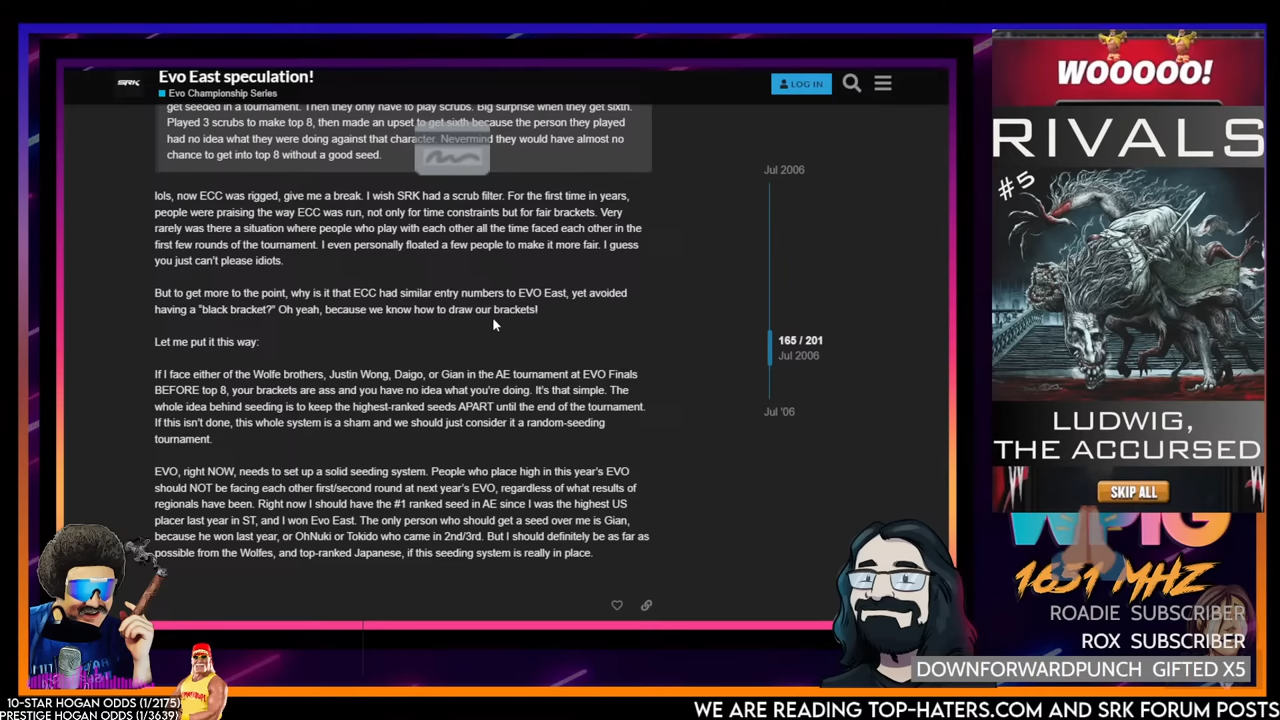 SRK
Evo East speculation!
Evo Championship Series
LOG IN
get seeded in a tournament. Then they only have to play scrubs. Big surprise when they get sixth.
Played 3 scrubs to make top 8, then made an upset to get sixth because the person they played
had no idea what they were doing against that character. Nevermind they would have almost no
chance to get into top 8 without a good seed.
lols, now ECC was rigged, give me a break. I wish SRK had a scrub filter. For the first time in years,
people were praising the way ECC was run, not only for time constraints but for fair brackets. Very
rarely was there a situation where people who play with each other all the time faced each other in the
first few rounds of the tournament. I even personally floated a few people to make it more fair. I guess
you just can't please idiots.
But to get more to the point, why is it that ECC had similar entry numbers to EVO East, yet avoided
having a "black bracket?" Oh yeah, because we know how to draw our brackets!
Let me put it this way:
If I face either of the Wolfe brothers, Justin Wong, Daigo, or Gian in the AE tournament at EVO Finals
BEFORE top 8, your brackets are ass and you have no idea what you're doing. It's that simple. The
whole idea behind seeding is to keep the highest-ranked seeds APART until the end of the tournament.
If this isn't done, this whole system is a sham and we should just consider it a random-seeding
tournament.
EVO, right NOW, needs to set up a solid seeding system. People who place high in this year's EVO
should NOT be facing each other first/second round at next year's EVO, regardless of what results of
regionals have been. Right now I should have the #1 ranked seed in AE since I was the highest US
placer last year in ST, and I won Evo East. The only person who should get a seed over me is Gian,
because he won last year, or OhNuki or Tokido who came in 2nd/3rd. But I should definitely be as far as
possible from the Wolfes, and top-ranked Japanese, if this seeding system is really in place.
Jul 2006
165 / 201
Jul 2006
Jul '06
WOOOOO!
RIVALS
#5
LUDWIG,
THE ACCURSED
SKIP ALL
1651 MHZ
ROADIE SUBSCRIBER
ROX SUBSCRIBER
DOWNFORWARDPUNCH GIFTED X5
10-STAR HOGAN ODDS (1/2175)
PRESTIGE HOGAN ODDS (1/3639)
WE ARE READING TOP-HATERS.COM AND SRK FORUM POSTS